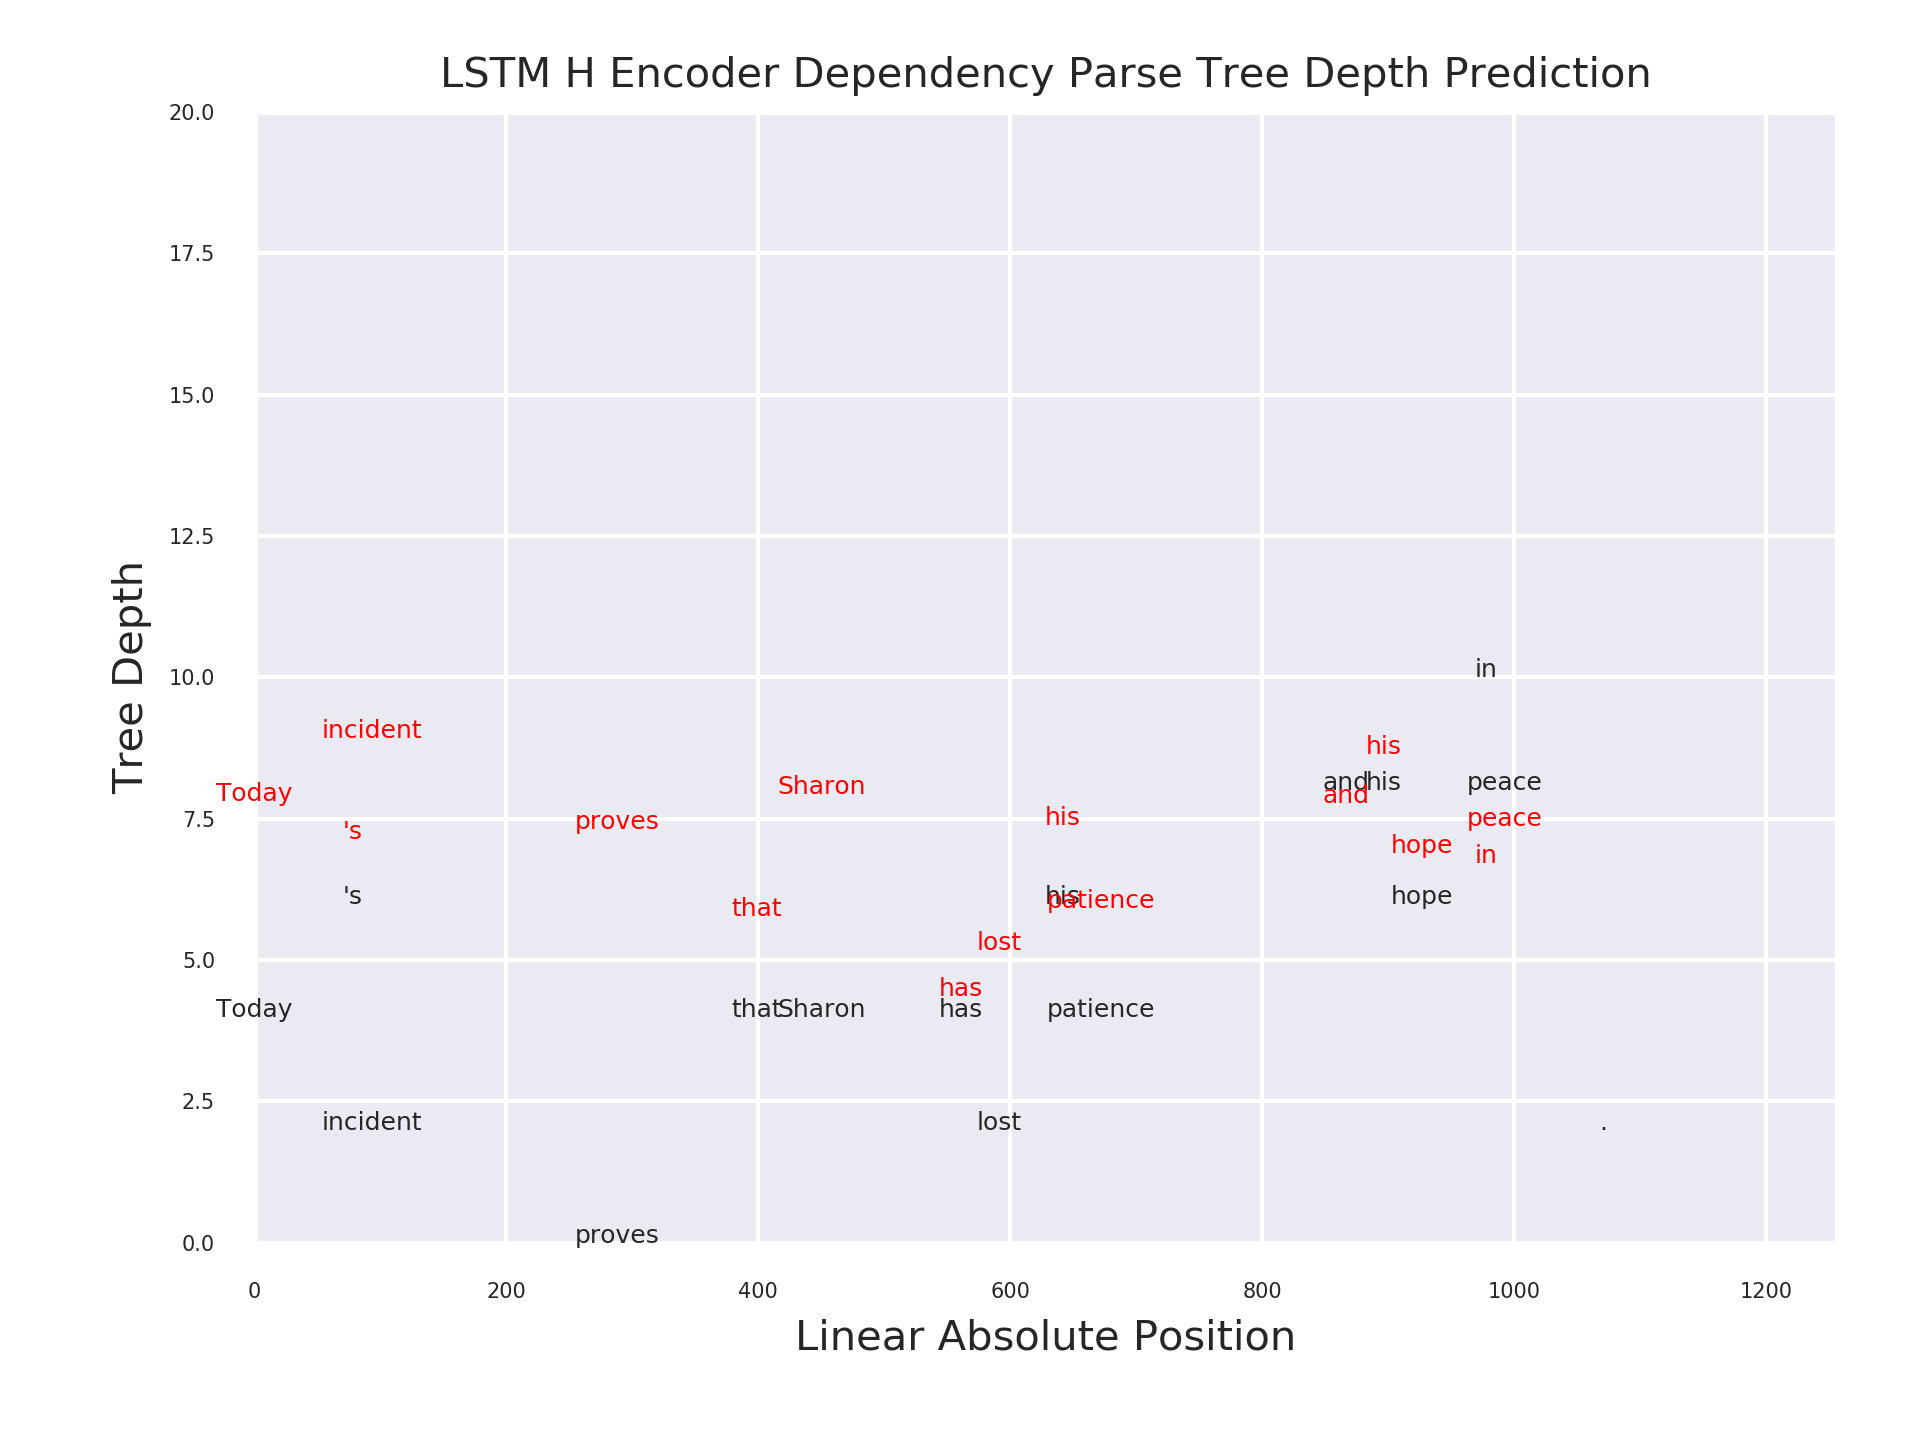 LSTM H Encoder Dependency Parse Tree Depth Prediction
20.0
17.5
15.0
12.5
10.0
7.5
5.0
2.5
0.0
Tree Depth
in
incident
his
and his peace
Today
Sharon
and
's
proves
his
peace
hope
in
's
his
patience
hope
that
lost
has
Today
that Sharon
has
patience
incident
lost
.
proves
0 200 400 600 800 1000 1200
Linear Absolute Position